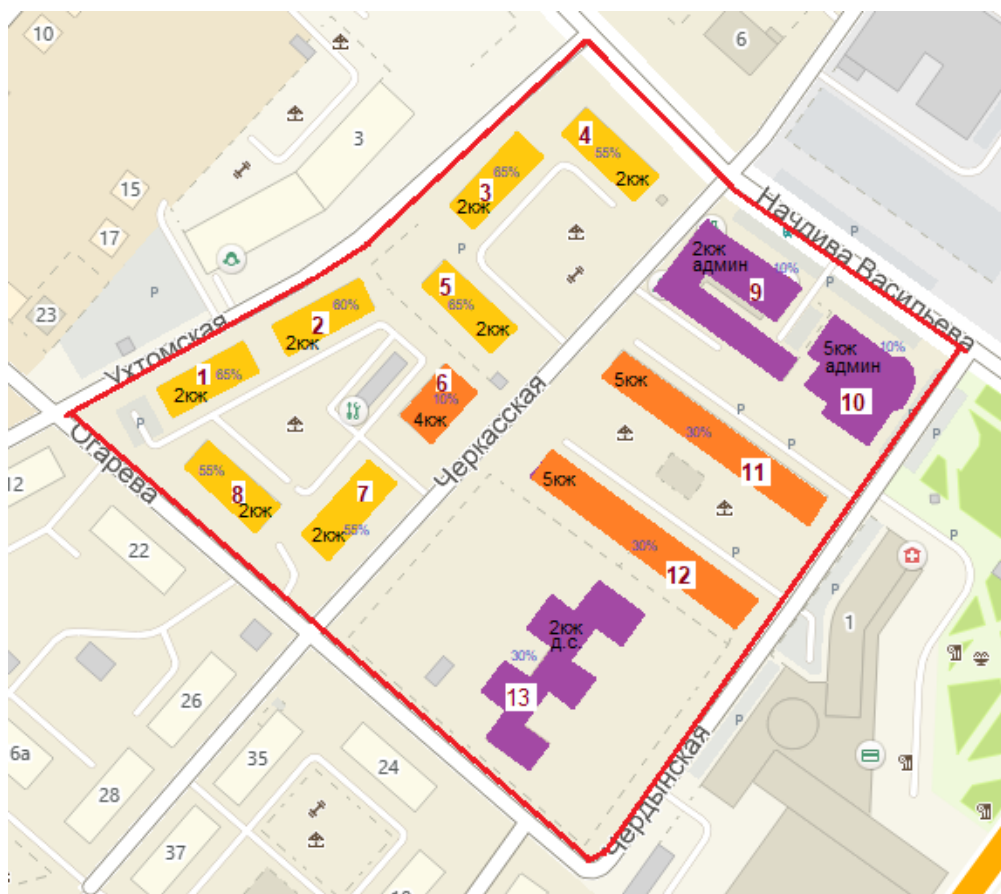 10
6
3
4
55%
2кж
65%
3
2кж
15
17
23
P
P
Начдива Васильева
P
2кж
админ
10%
9
5
65%
2кж
60%
2
2кж
Ухтомская
1
65%
2кж
P
6
10%
4кж
5кж
админ
10%
10
Черкасская
5кж
P
30%
11
P
P
Огарева
12
55%
8
2кж
7
2кж
55%
5кж
30%
12
P
22
P
1
2кж
д.с.
30%
13
26
35
24
6а
28
37
P
Чердынская